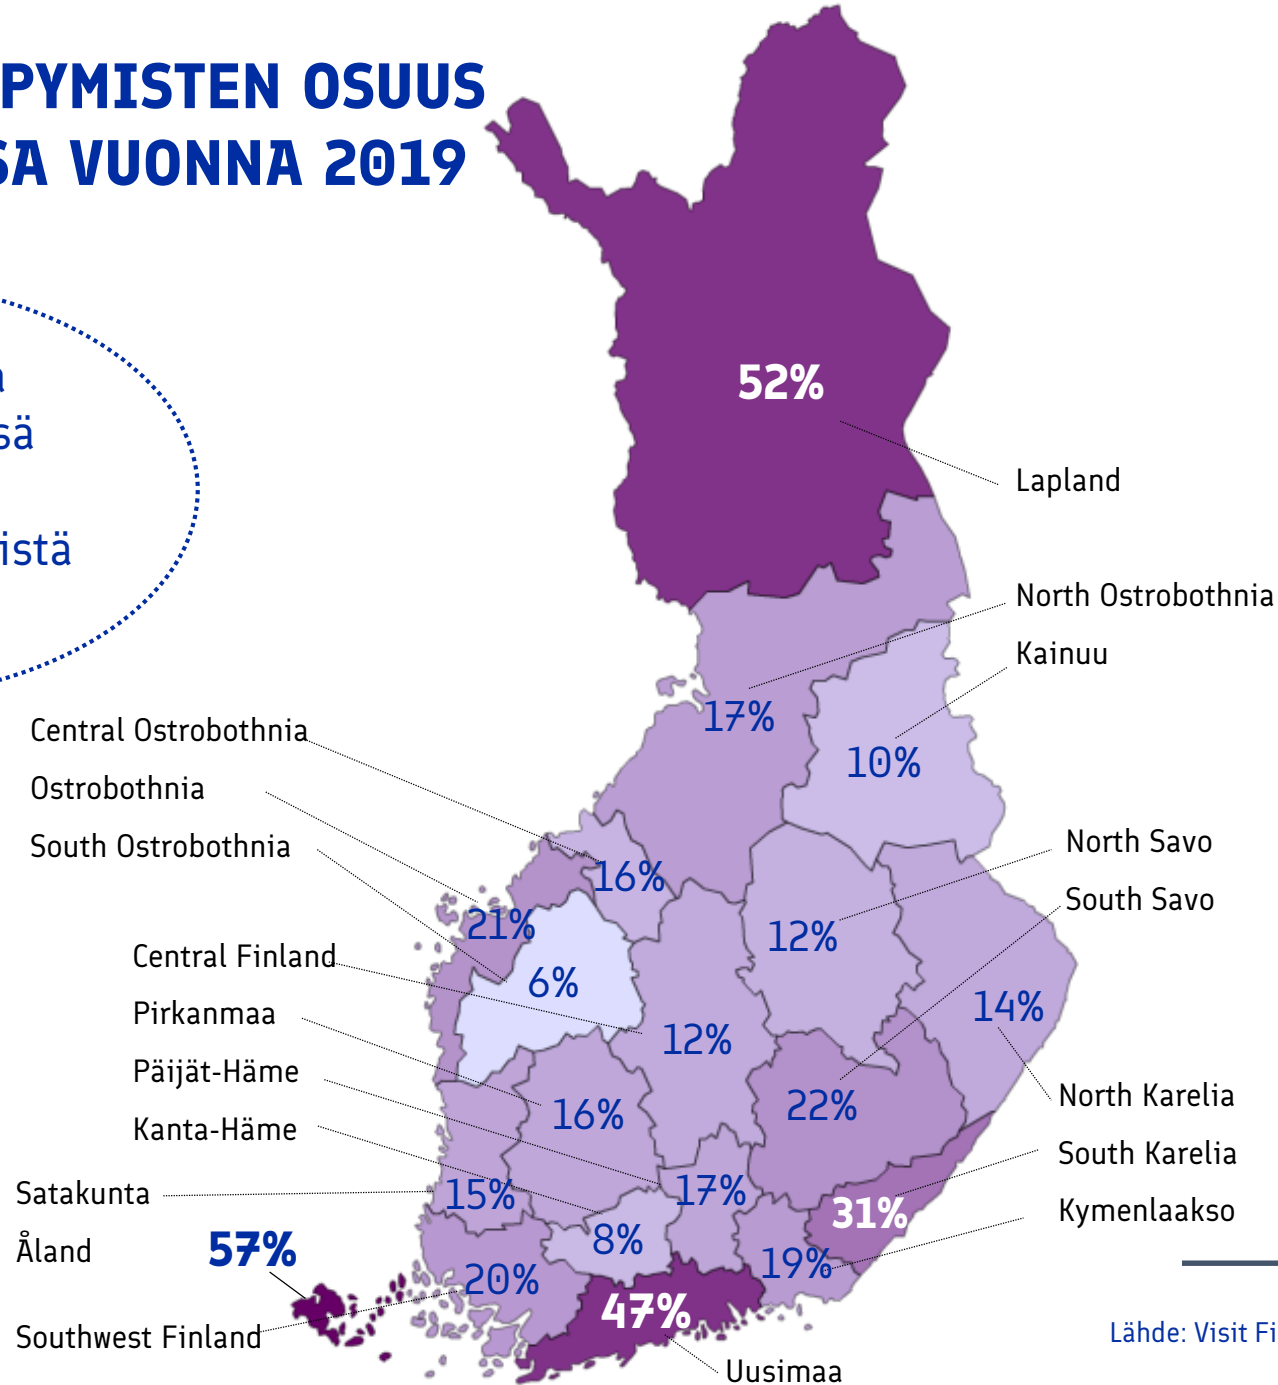 PYMISTEN OSUUS
SA VUONNA 2019
sä
istä
52%
Lapland
North Ostrobothnia
Kainuu
17%
10%
Central Ostrobothnia
Ostrobothnia
South Ostrobothnia
16%
21%
6%
North Savo
South Savo
12%
14%
Central Finland
Pirkanmaa
Päijät-Häme
Kanta-Häme
12%
16%
22%
North Karelia
South Karelia
Kymenlaakso
Satakunta
15%
17%
31%
Åland
57%
8%
19%
20%
47%
Southwest Finland
Uusimaa
Lähde: Visit Fi